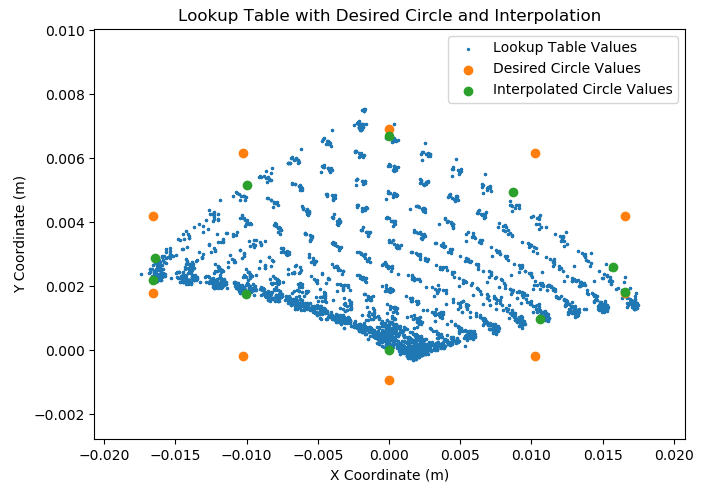 Lookup Table with Desired Circle and Interpolation
Lookup Table Values
Desired Circle Values
Interpolated Circle Values
Y Coordinate (m)
0.010
0.008
0.006
0.004
0.002
0.000
−0.002
−0.020 −0.015 −0.010 −0.005 0.000 0.005 0.010 0.015 0.020
X Coordinate (m)